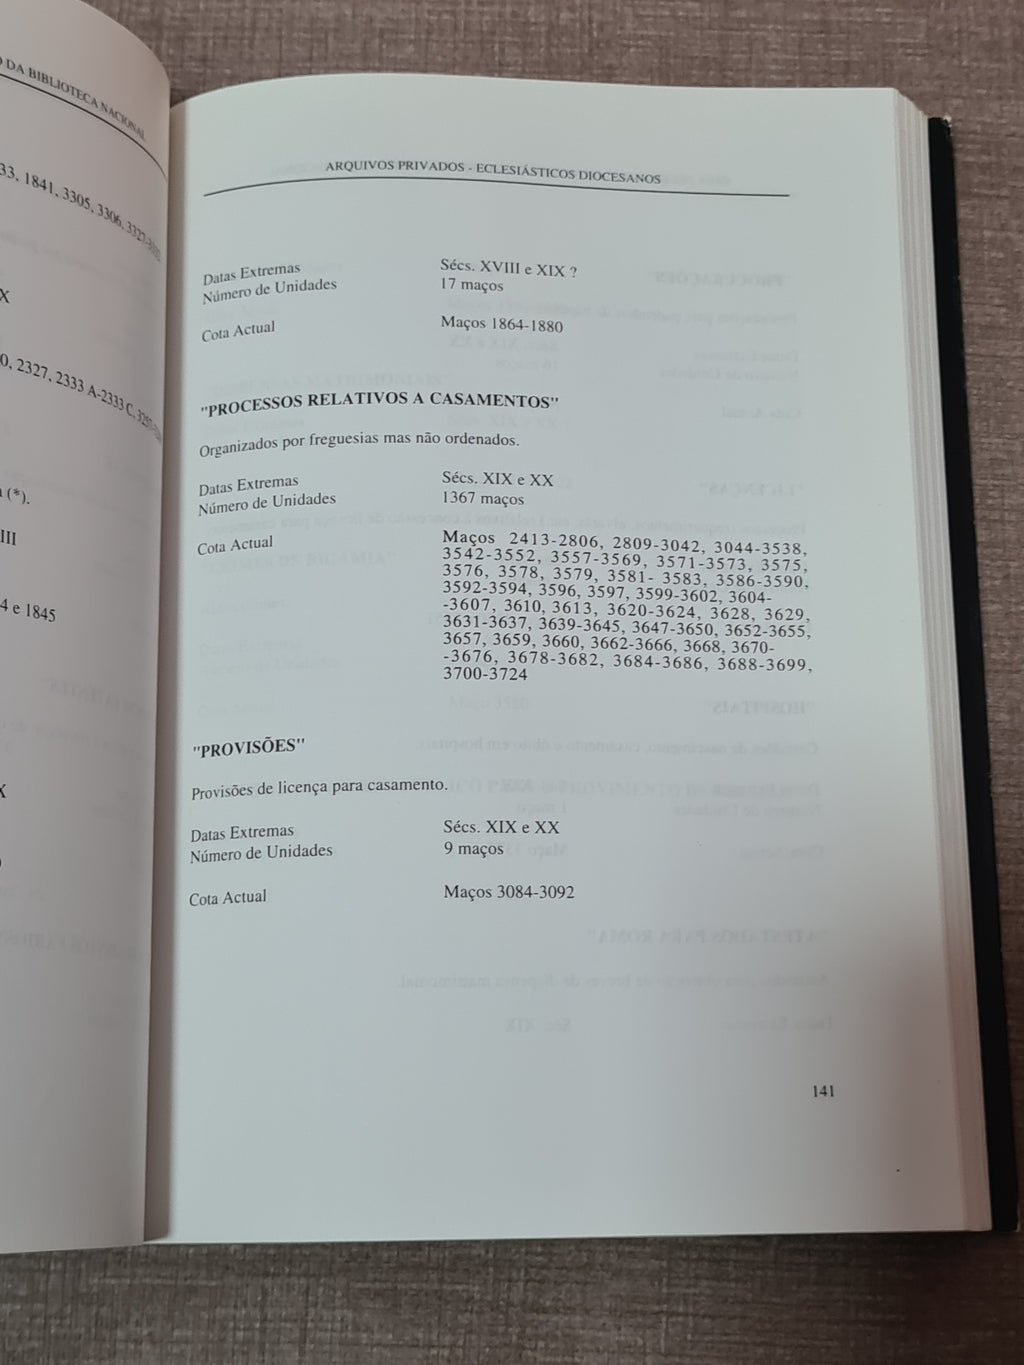 DA BIBLIOTECA NACIONAL
33, 1841, 3305, 3306,
X
0, 2327, 2333 A-2333 C,
(*).
III
4 e 1845
X
ARQUIVOS PRIVADOS - ECLESIÁSTICOS DIOCESANOS
Datas Extremas Sécs. XVIII e XIX ?
Número de Unidades 17 maços
Cota Actual Maços 1864-1880
"PROCESSOS RELATIVOS A CASAMENTOS"
Organizados por freguesias mas não ordenados.
Datas Extremas Sécs. XIX e XX
Número de Unidades 1367 maços
Cota Actual Maços 2413-2806, 2809-3042, 3044-3538,
3542-3552, 3557-3569, 3571-3573, 3575,
3576, 3578, 3579, 3581- 3583, 3586-3590,
3592-3594, 3596, 3597, 3599-3602, 3604-
-3607, 3610, 3613, 3620-3624, 3628, 3629,
3631-3637, 3639-3645, 3647-3650, 3652-3655,
3657, 3659, 3660, 3662-3666, 3668, 3670-
-3676, 3678-3682, 3684-3686, 3688-3699,
3700-3724
"PROVISÕES"
Provisões de licença para casamento.
Datas Extremas Sécs. XIX e XX
Número de Unidades 9 maços
Cota Actual Maços 3084-3092
141